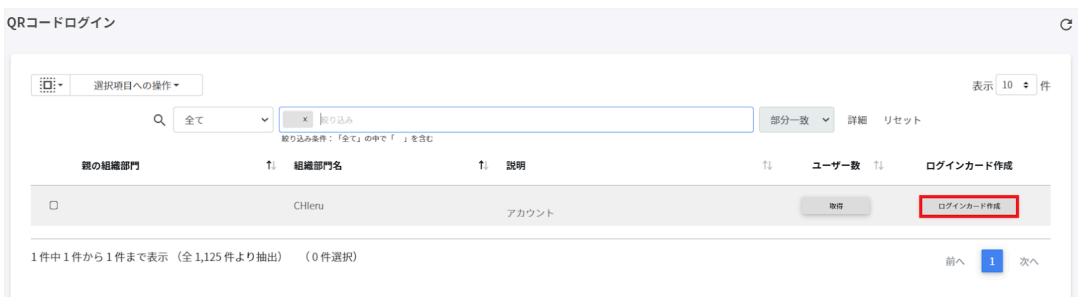 QRコードログイン
選択項目への操作
表示 10 件
全て x 絞り込み 部分一致 詳細 リセット
絞り込み条件：「全て」の中で「 」を含む
親の組織部門 組織部門名 説明 ユーザー数 ログインカード作成
CHIeru アカウント 取得 ログインカード作成
1 件中 1 件から 1 件まで表示 （全 1,125 件より抽出） （ 0 件選択）
前へ 1 次へ